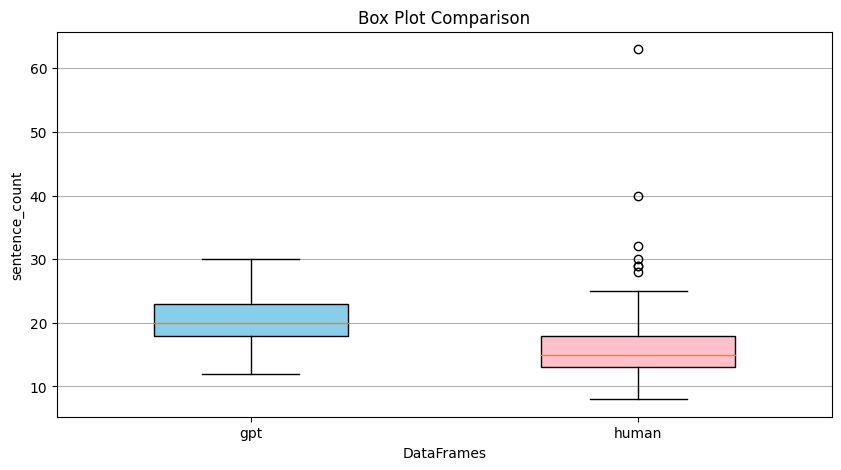 Box Plot Comparison
60
50
40
30
20
10
sentence_count
gpt
human
DataFrames